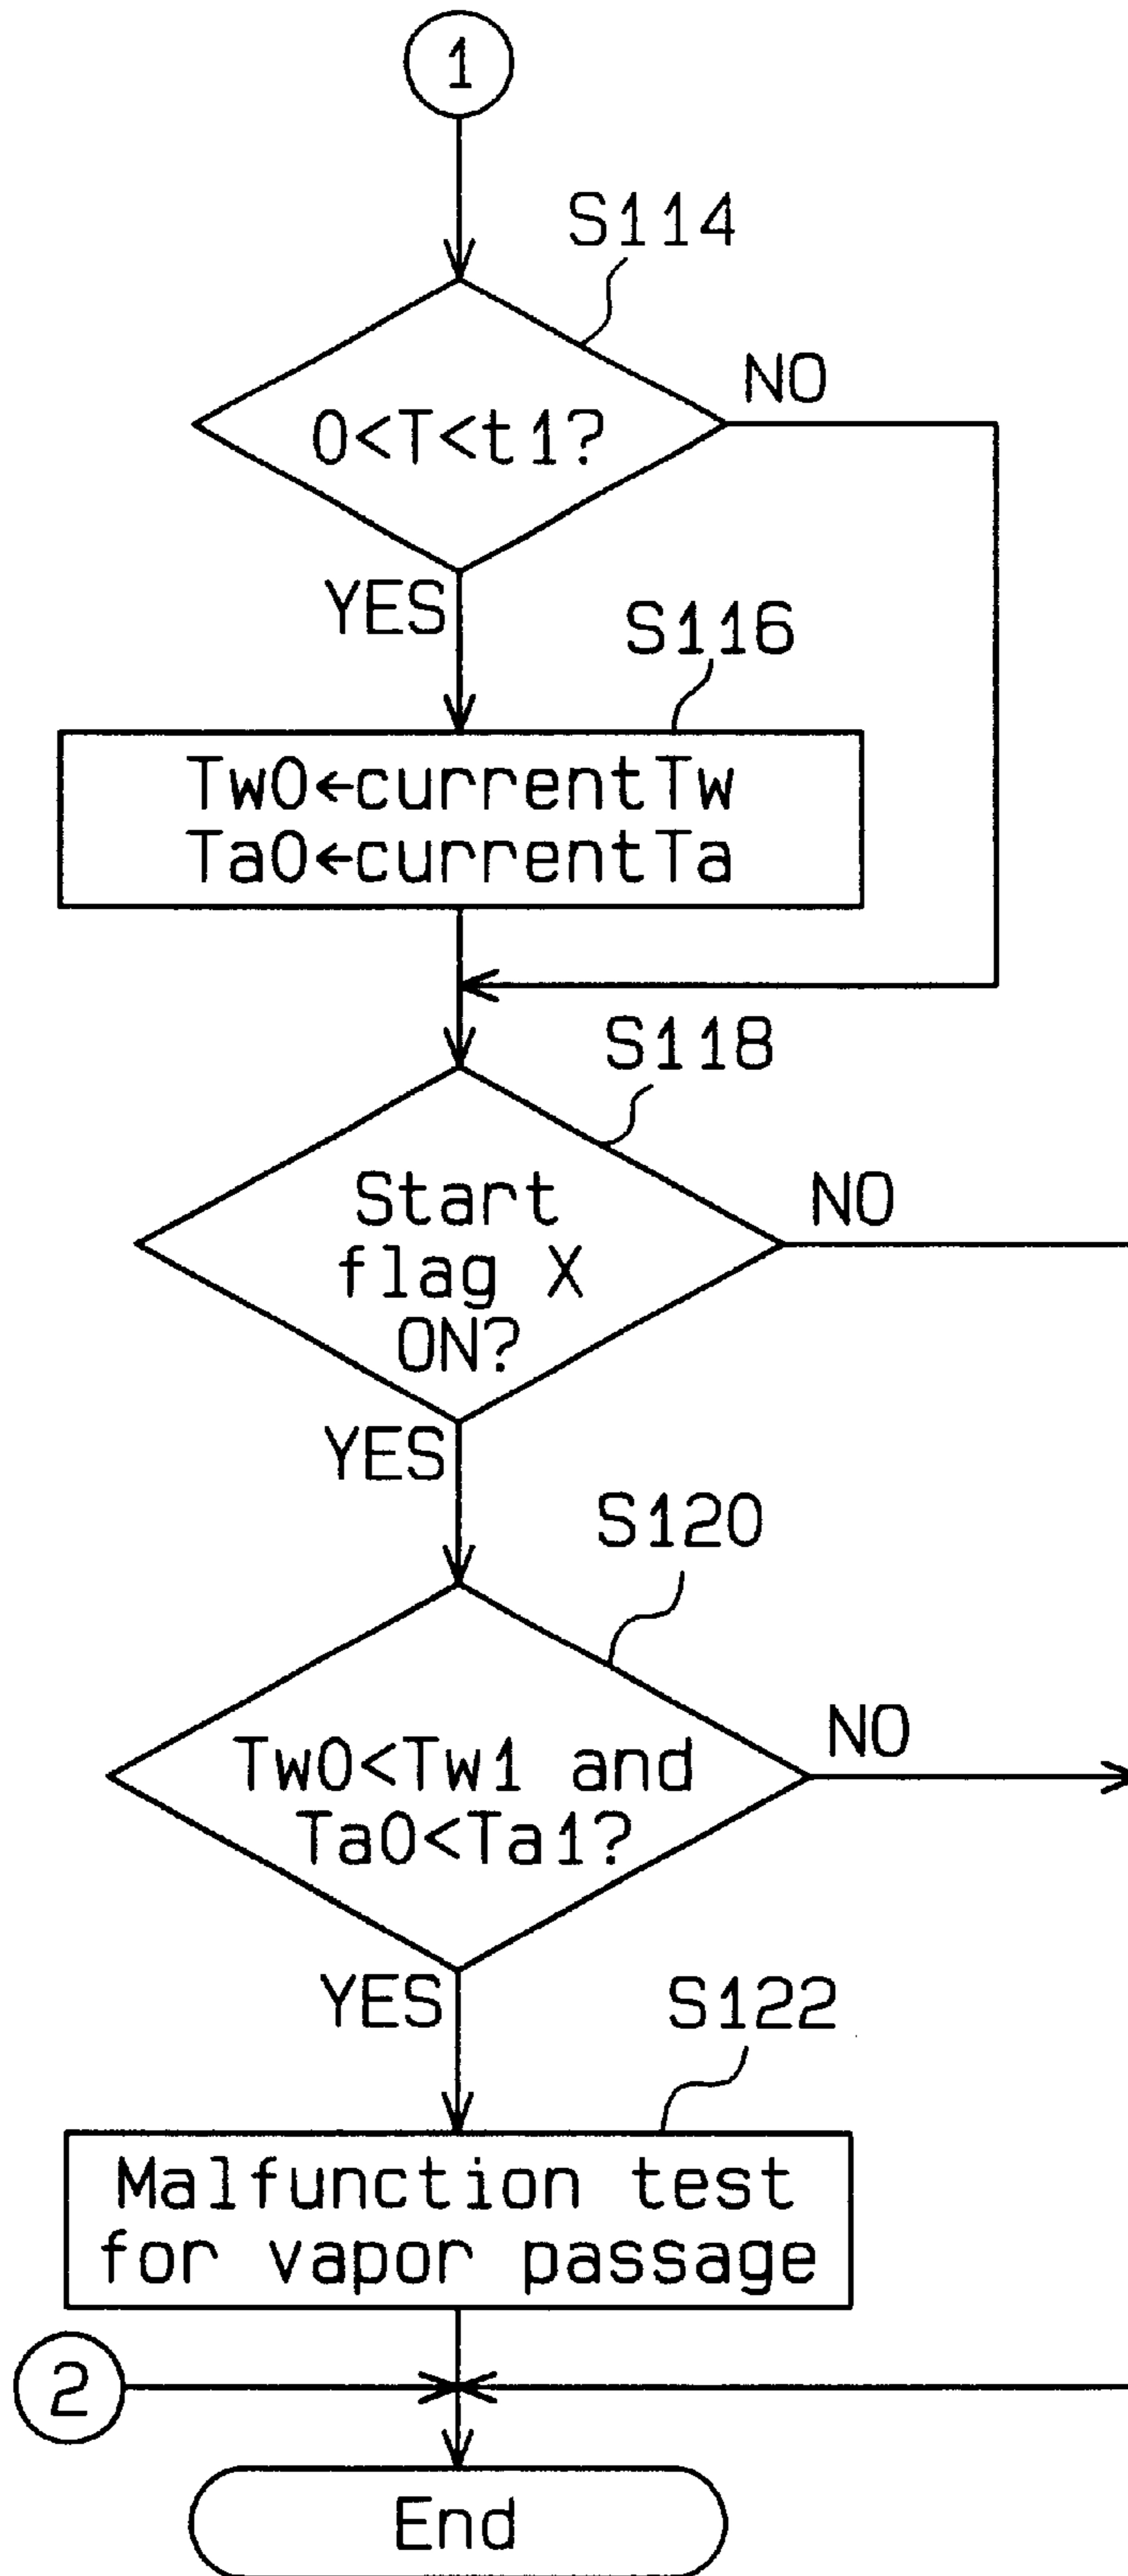 1
S114
0<T<t1?
NO
YES
S116
Tw0←currentTw
Ta0←currentTa
S118
Start
flag X
ON?
NO
YES
S120
Tw0<Tw1 and
Ta0<Ta1?
NO
YES
S122
Malfunction test
for vapor passage
2
End